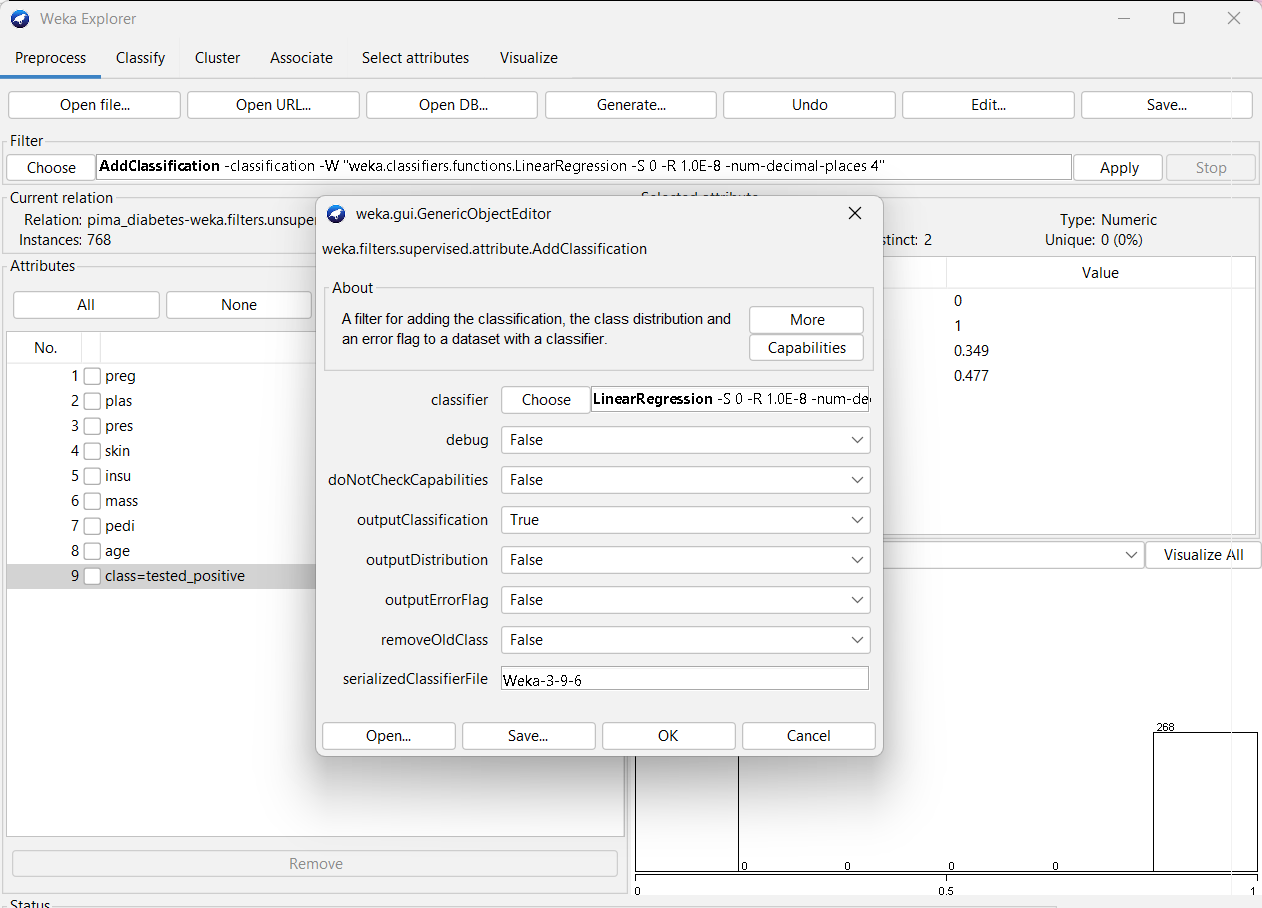 Weka Explorer
Preprocess Classify Cluster Associate Select attributes Visualize
Open file... Open URL... Open DB... Generate... Undo Edit... Save...
Filter
Choose AddClassification -classification -W "weka.classifiers.functions.LinearRegression -S 0 -R 1.0E-8 -num-decimal-places 4" Apply Stop
Current relation
Relation: pima_diabetes-weka.filters.unsuper
Instances: 768
Selected attribute
Type: Numeric
stinct: 2 Unique: 0 (0%)
Attributes
All None
No.
1 preg
2 plas
3 pres
4 skin
5 insu
6 mass
7 pedi
8 age
9 class=tested_positive
Remove
Status
weka.gui.GenericObjectEditor
weka.filters.supervised.attribute.AddClassification
About
A filter for adding the classification, the class distribution and
an error flag to a dataset with a classifier.
More
Capabilities
classifier Choose LinearRegression -S 0 -R 1.0E-8 -num-de
debug False
doNotCheckCapabilities False
outputClassification True
outputDistribution False
outputErrorFlag False
removeOldClass False
serializedClassifierFile Weka-3-9-6
Open... Save... OK Cancel
Value
0
1
0.349
0.477
Visualize All
268
0 0 0 0
0 0.5 1